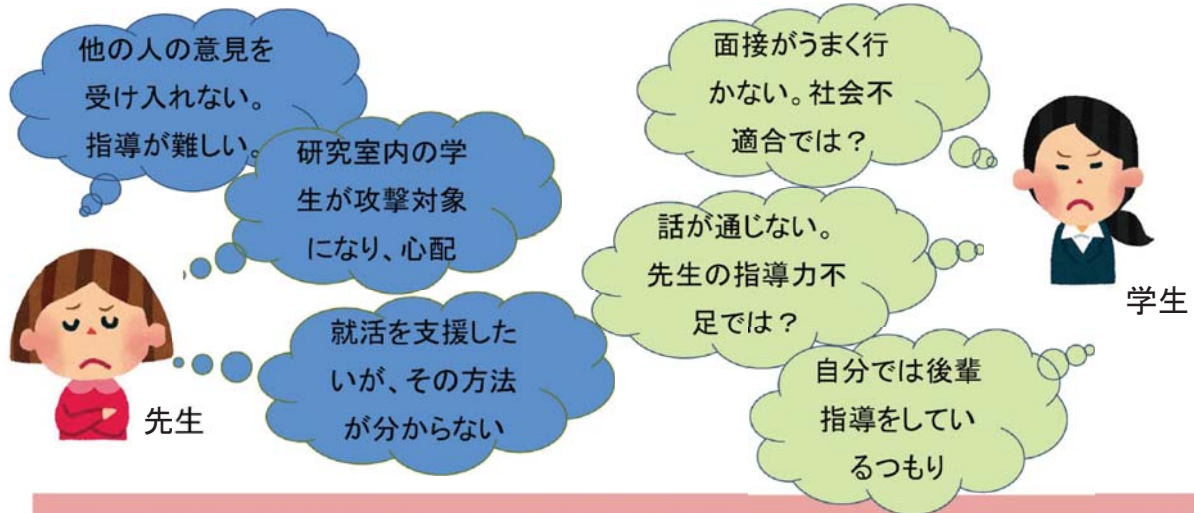 他の人の意見を
受け入れない。
指導が難しい。
研究室内の学
生が攻撃対象
になり、心配
就活を支援した
いが、その方法
が分からない
先生
面接がうまく行
かない。社会不
適合では？
話が通じない。
先生の指導力不
足では？
自分では後輩
指導をしてい
るつもり
学生